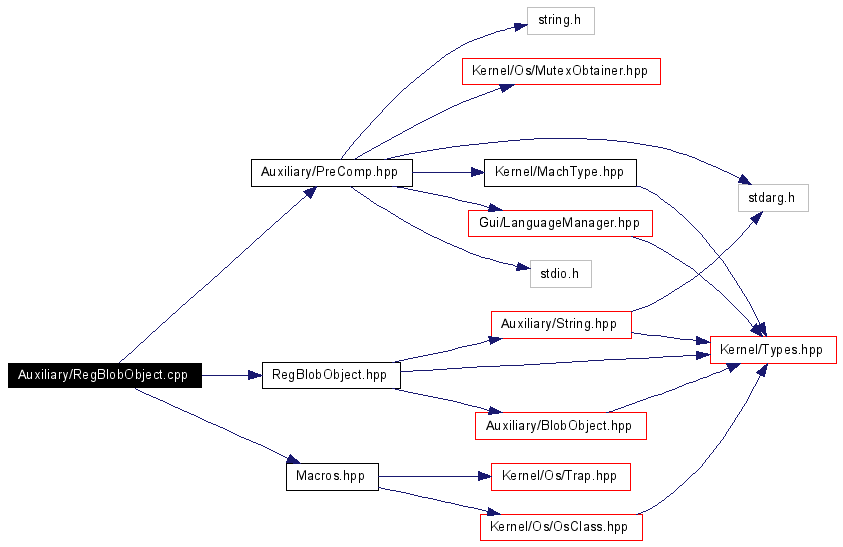 string.h
Kernel/Os/MutexObtainer.hpp
Auxiliary/PreComp.hpp
Kernel/MachType.hpp
stdarg.h
Gui/LanguageManager.hpp
stdio.h
Auxiliary/String.hpp
Kernel/Types.hpp
Auxiliary/RegBlobObject.cpp
RegBlobObject.hpp
Auxiliary/BlobObject.hpp
Macros.hpp
Kernel/Os/Trap.hpp
Kernel/Os/OsClass.hpp